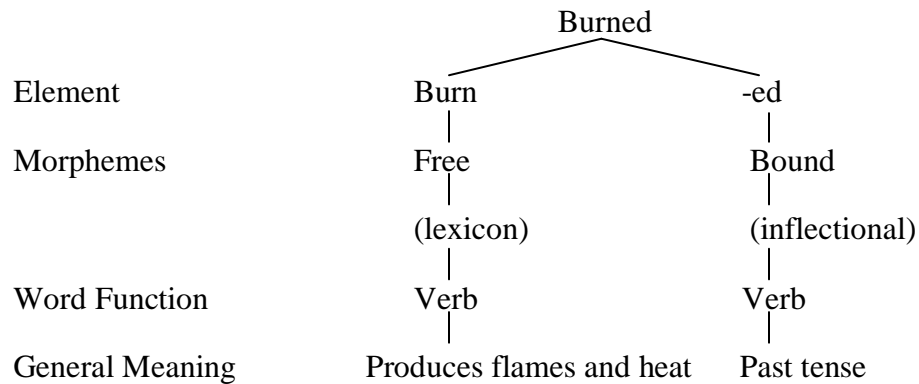 Burned
Element Burn -ed
Morphemes Free Bound
(lexicon) (inflectional)
Word Function Verb Verb
General Meaning Produces flames and heat Past tense